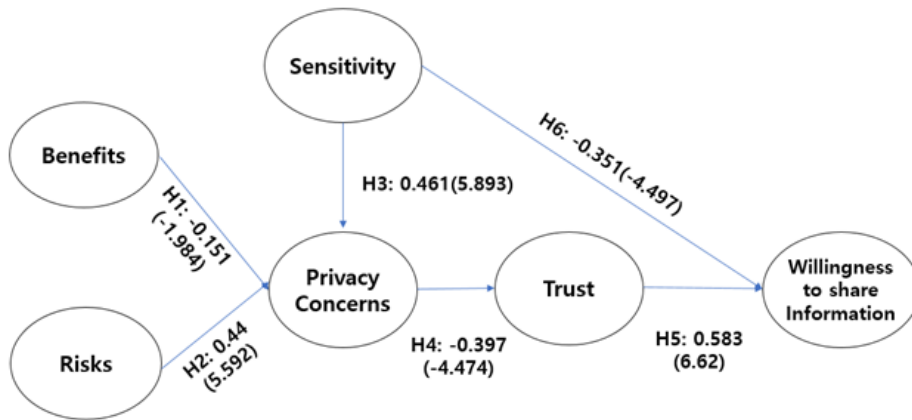 Sensitivity
Benefits
H6: -0.351(-4.497)
H3: 0.461(5.893)
H1: -0.151
(-1.984)
Privacy
Concerns
Trust
Willingness
to share
Information
Risks
H2: 0.44
(5.592)
H4: -0.397
(-4.474)
H5: 0.583
(6.62)